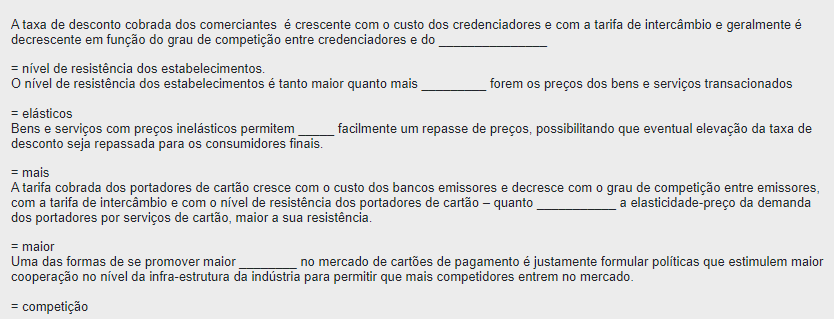 A taxa de desconto cobrada dos comerciantes  é crescente com o custo dos credenciadores e com a tarifa de intercâmbio e geralmente é
decrescente em função do grau de competição entre credenciadores e do _______________
= nível de resistência dos estabelecimentos.
O nível de resistência dos estabelecimentos é tanto maior quanto mais _________ forem os preços dos bens e serviços transacionados
= elásticos
Bens e serviços com preços inelásticos permitem _____ facilmente um repasse de preços, possibilitando que eventual elevação da taxa de
desconto seja repassada para os consumidores finais.
= mais
A tarifa cobrada dos portadores de cartão cresce com o custo dos bancos emissores e decresce com o grau de competição entre emissores,
com a tarifa de intercâmbio e com o nível de resistência dos portadores de cartão – quanto ___________ a elasticidade-preço da demanda
dos portadores por serviços de cartão, maior a sua resistência.
= maior
Uma das formas de se promover maior ________ no mercado de cartões de pagamento é justamente formular políticas que estimulem maior
cooperação no nível da infra-estrutura da indústria para permitir que mais competidores entrem no mercado.
= competição